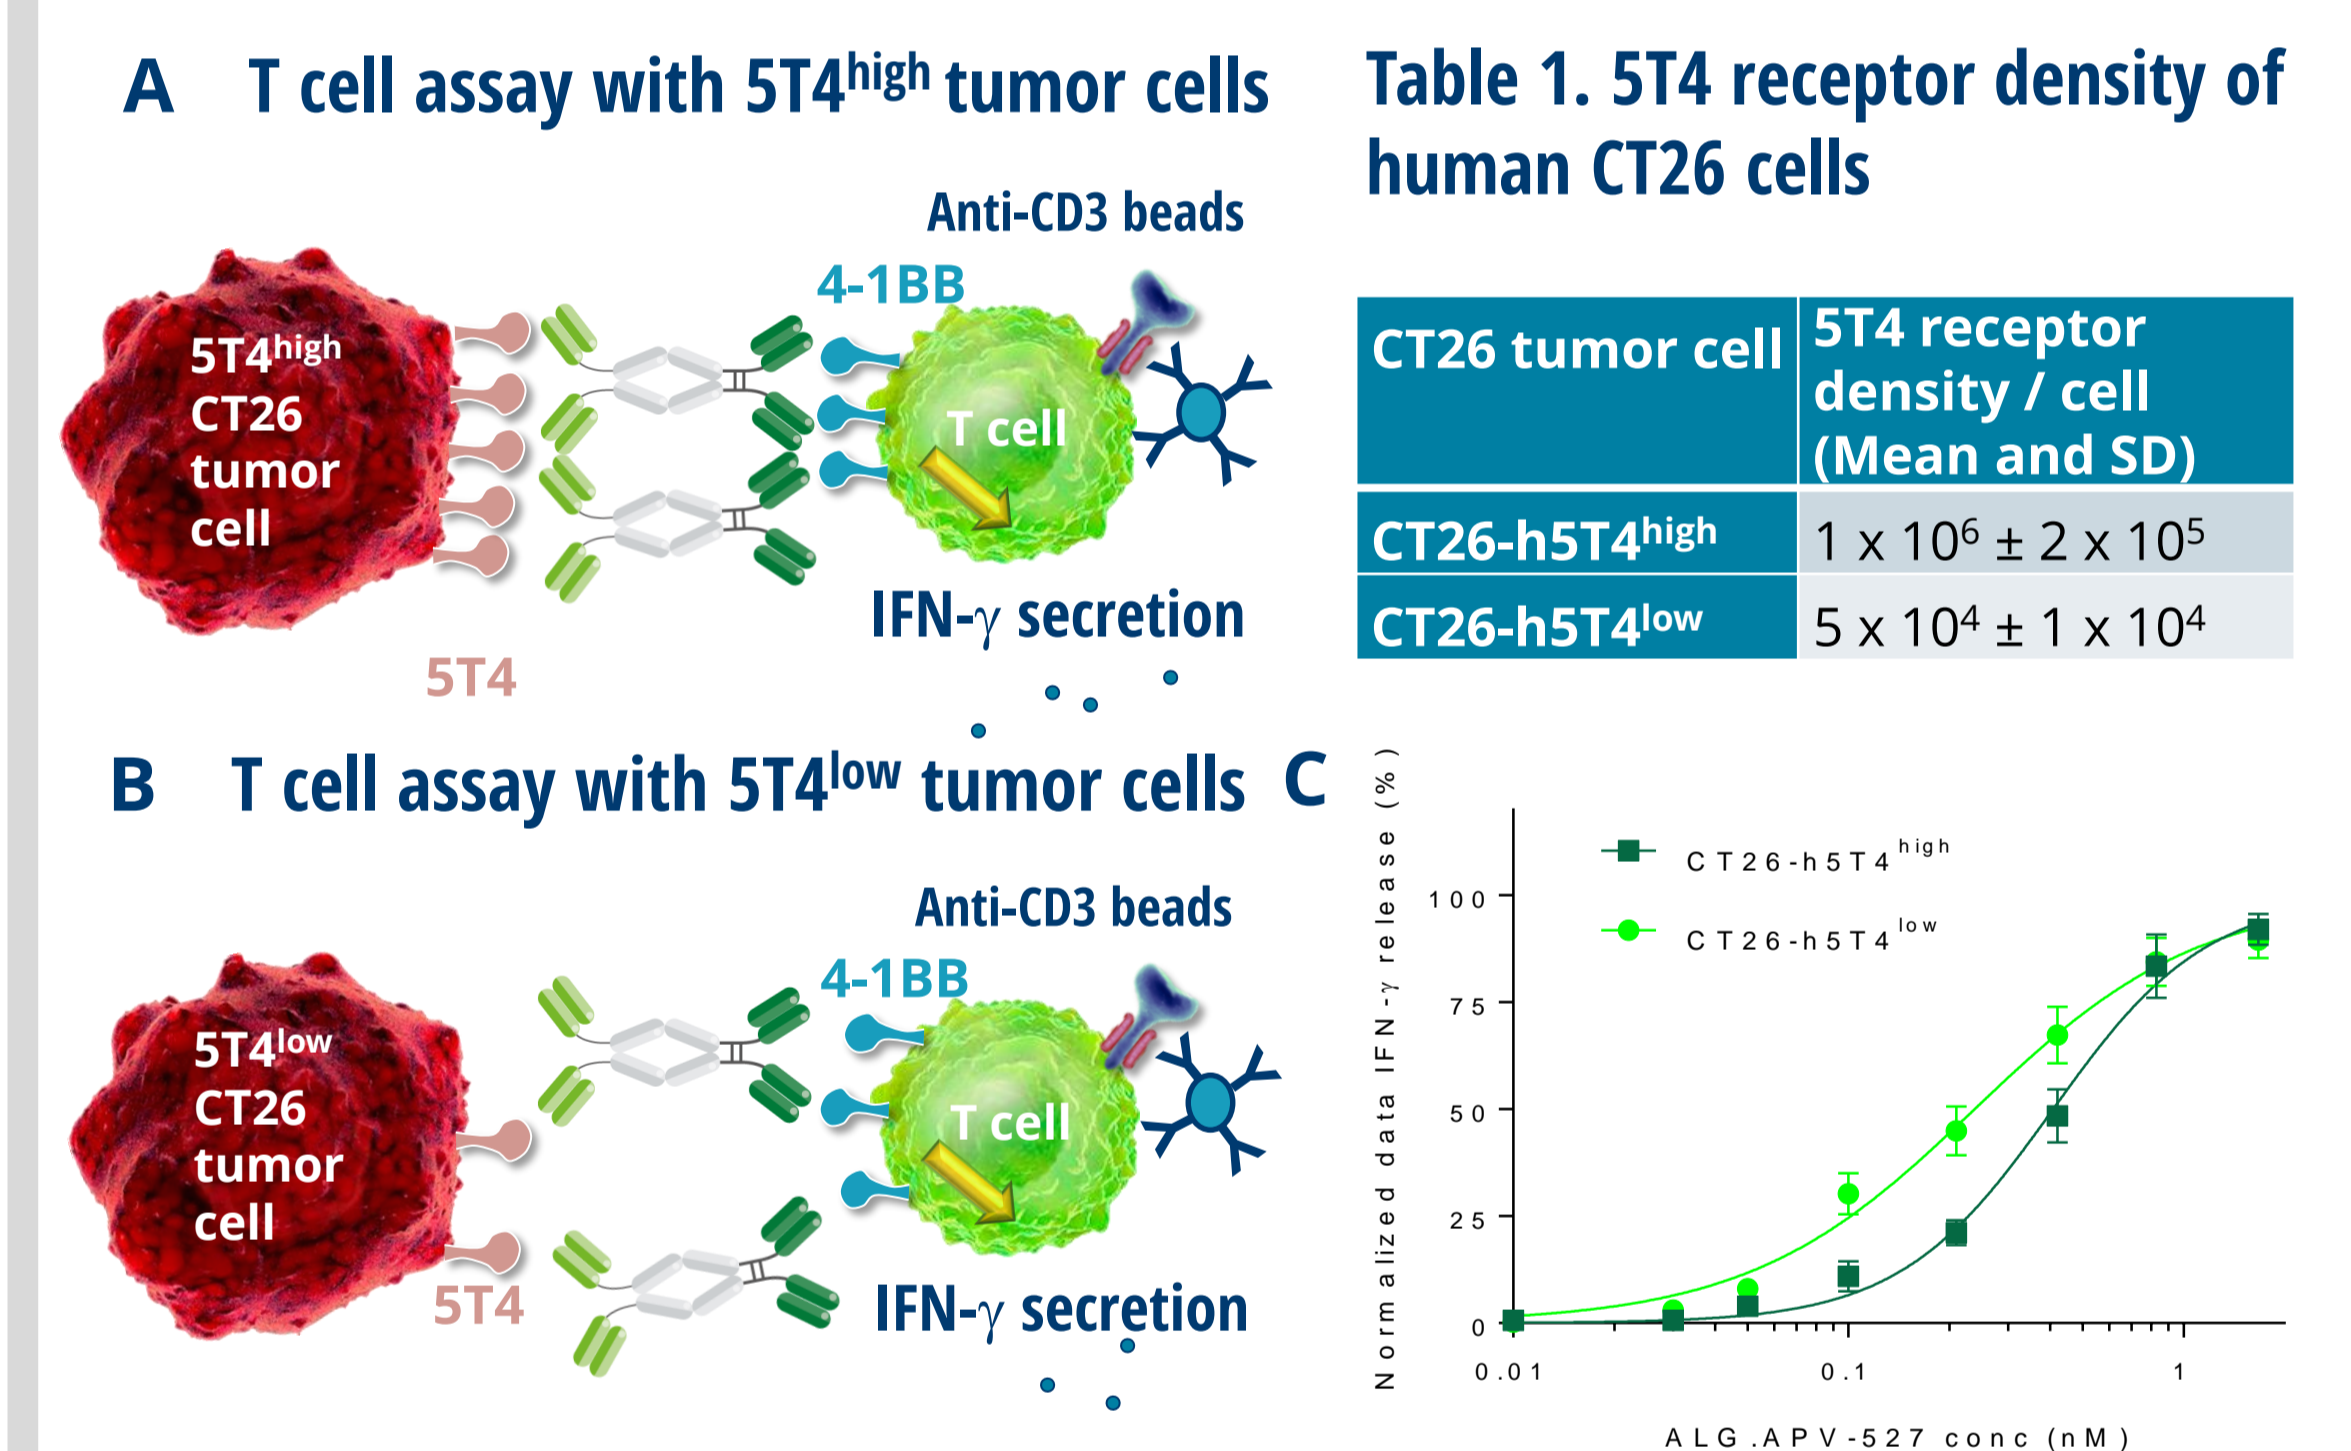 A T cell assay with 5T4high tumor cells
Anti-CD3 beads
4-1BB
5T4high
CT26
tumor
cell
T cell
IFN-γ secretion
5T4
Table 1. 5T4 receptor density of
human CT26 cells
CT26 tumor cell
5T4 receptor
density / cell
(Mean and SD)
CT26-h5T4high 1 x 10⁶ ± 2 x 10⁵
CT26-h5T4low 5 x 10⁴ ± 1 x 10⁴
B T cell assay with 5T4low tumor cells
Anti-CD3 beads
4-1BB
5T4low
CT26
tumor
cell
T cell
5T4
IFN-γ secretion
C
Normalized data IFN-γ release (%)
CT26-h5T4high
CT26-h5T4low
100
75
50
25
0
0.01 0.1 1
ALG.APV-527 conc (nM)